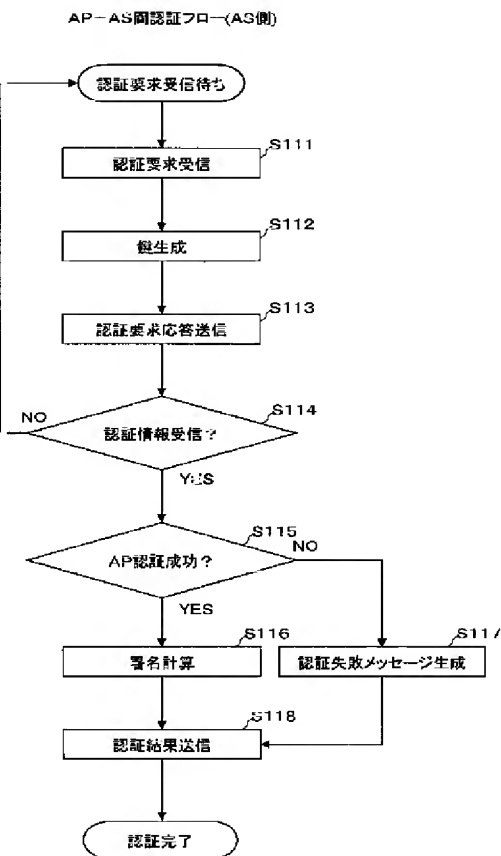 AP－AS間認証フロー(AS側)
認証要求受信待ち
S111
認証要求受信
S112
鍵生成
S113
認証要求応答送信
S114
NO
認証情報受信？
YES
S115
AP認証成功？
NO
YES
S116
署名計算
S117
認証失敗メッセージ生成
S118
認証結果送信
認証完了